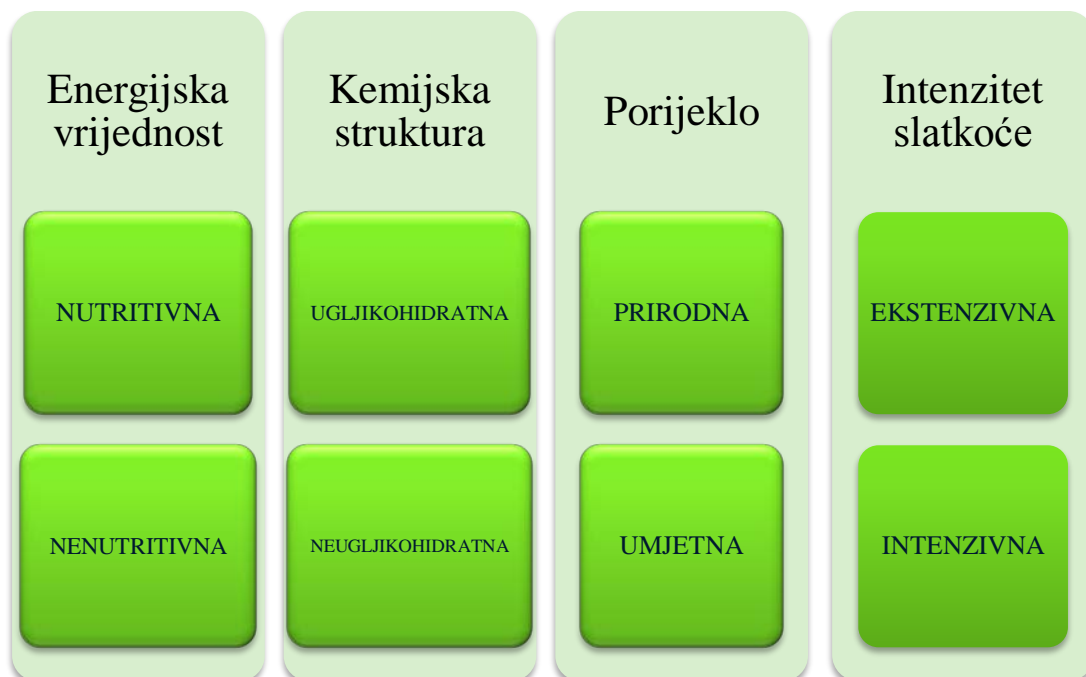 Energijska
vrijednost
NUTRITIVNA
NENUTRITIVNA
Kemijska
struktura
UGLJIKOHIDRATNA
NEUGLJIKOHIDRATNA
Porijeklo
PRIRODNA
UMJETNA
Intenzitet
slatkoće
EKSTENZIVNA
INTENZIVNA